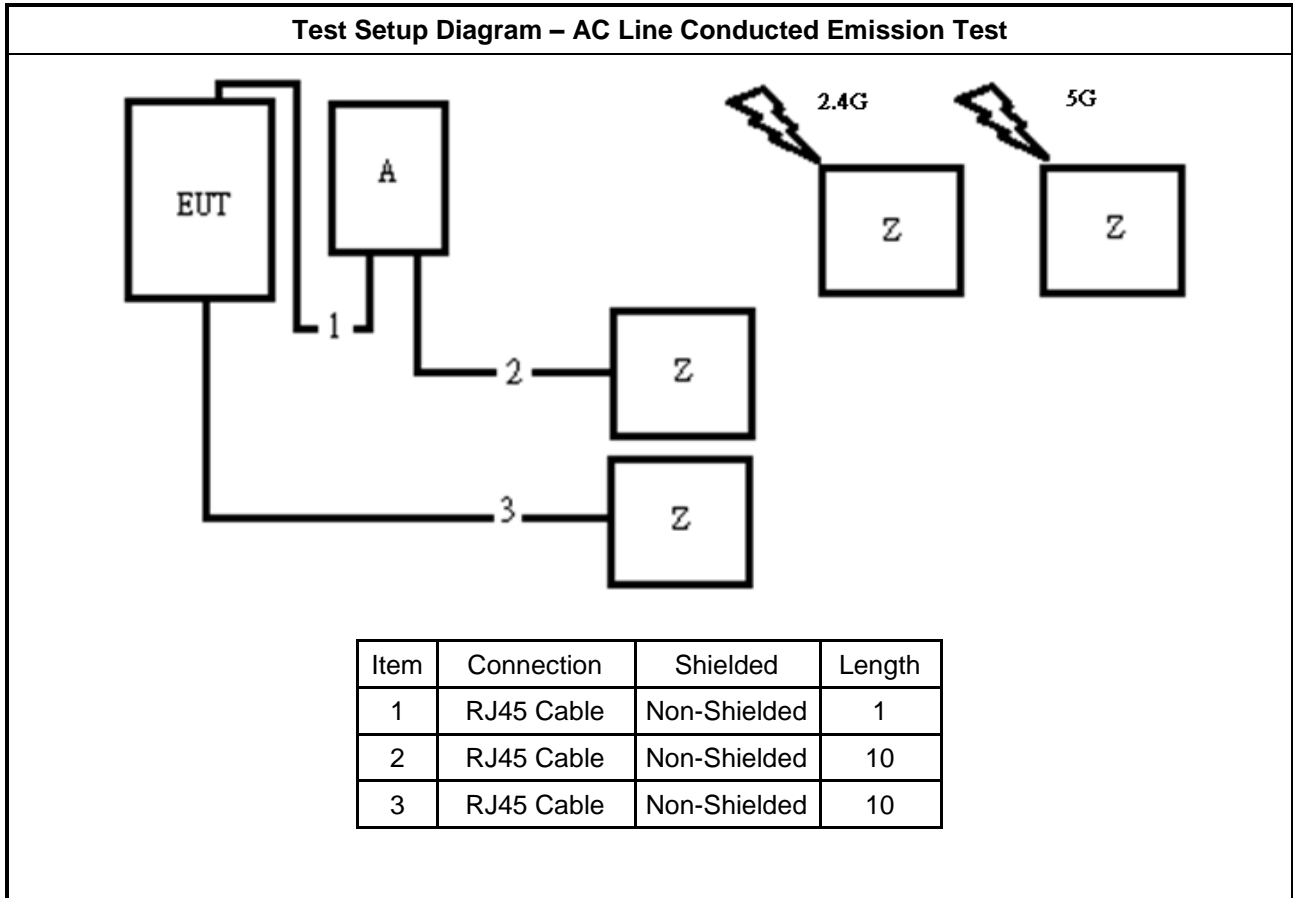 Test Setup Diagram – AC Line Conducted Emission Test
2.4G
5G
EUT
A
Z
Z
1
2
Z
3
Z
Item Connection Shielded Length
1 RJ45 Cable Non-Shielded 1
2 RJ45 Cable Non-Shielded 10
3 RJ45 Cable Non-Shielded 10